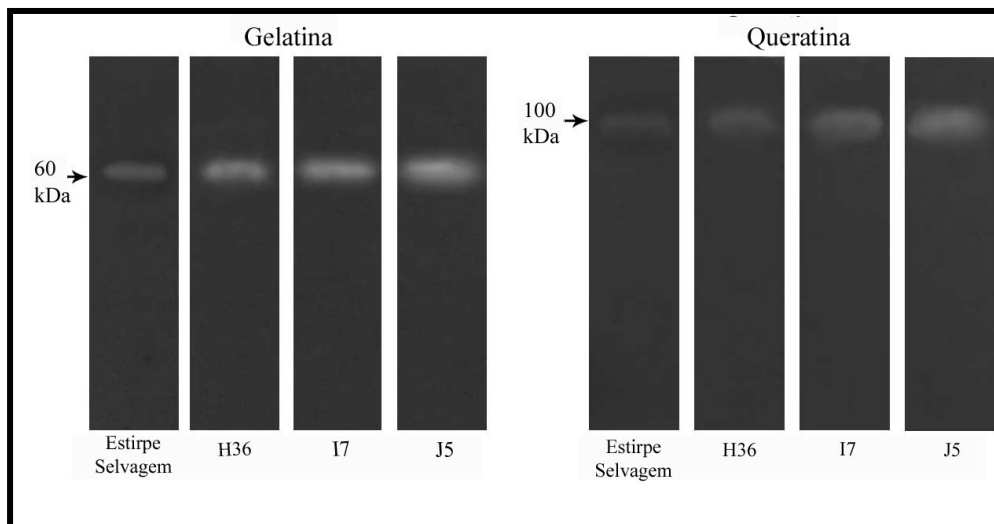 Gelatina
Queratina
60
kDa
100
kDa
Estirpe
Selvagem
H36
I7
J5
Estirpe
Selvagem
H36
I7
J5